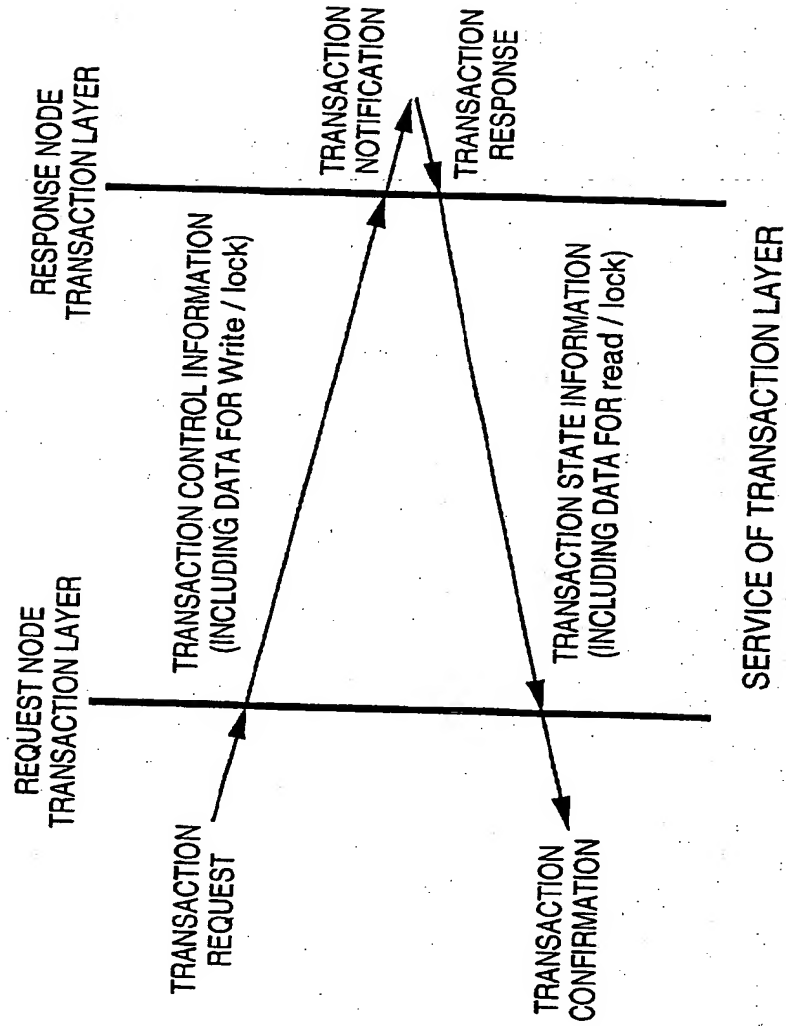 REQUEST NODE
TRANSACTION LAYER
RESPONSE NODE
TRANSACTION LAYER
TRANSACTION
REQUEST
TRANSACTION CONTROL INFORMATION
(INCLUDING DATA FOR Write / lock)
TRANSACTION
NOTIFICATION
TRANSACTION
RESPONSE
TRANSACTION STATE INFORMATION
(INCLUDING DATA FOR read / lock)
TRANSACTION
CONFIRMATION
SERVICE OF TRANSACTION LAYER